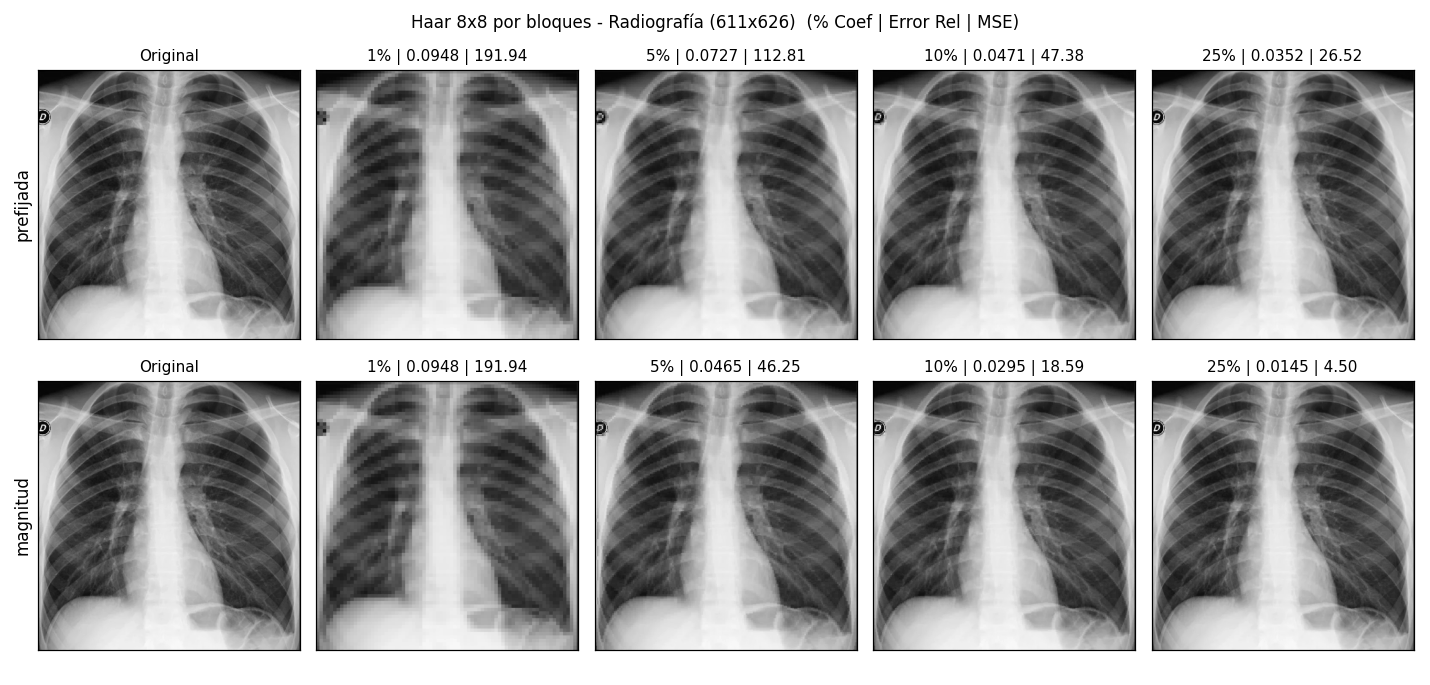 Haar 8x8 por bloques - Radiografía (611x626)  (% Coef | Error Rel | MSE)
Original
1% | 0.0948 | 191.94
5% | 0.0727 | 112.81
10% | 0.0471 | 47.38
25% | 0.0352 | 26.52
prefijada
D
D
D
D
Original
1% | 0.0948 | 191.94
5% | 0.0465 | 46.25
10% | 0.0295 | 18.59
25% | 0.0145 | 4.50
magnitud
D
D
D
D